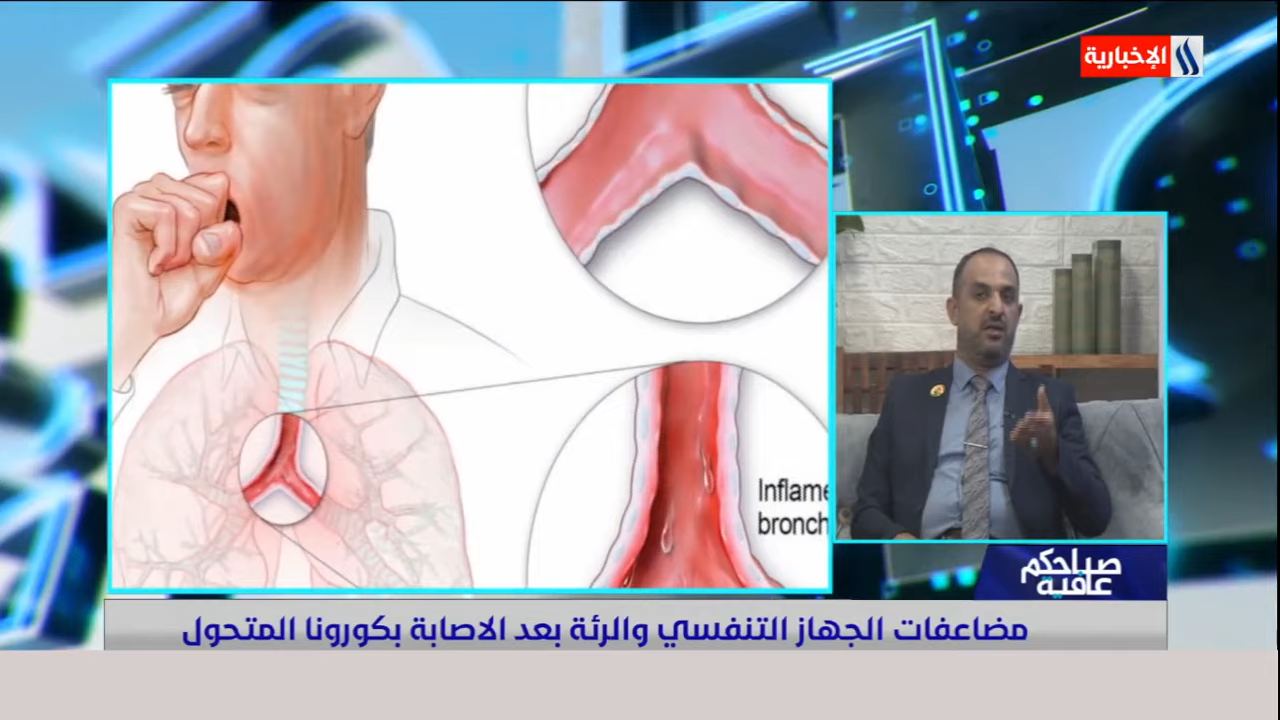 الإخبارية
Inflame
bronch
صباحكم
عافية
مضاعفات الجهاز التنفسي والرئة بعد الاصابة بكورونا المتحول